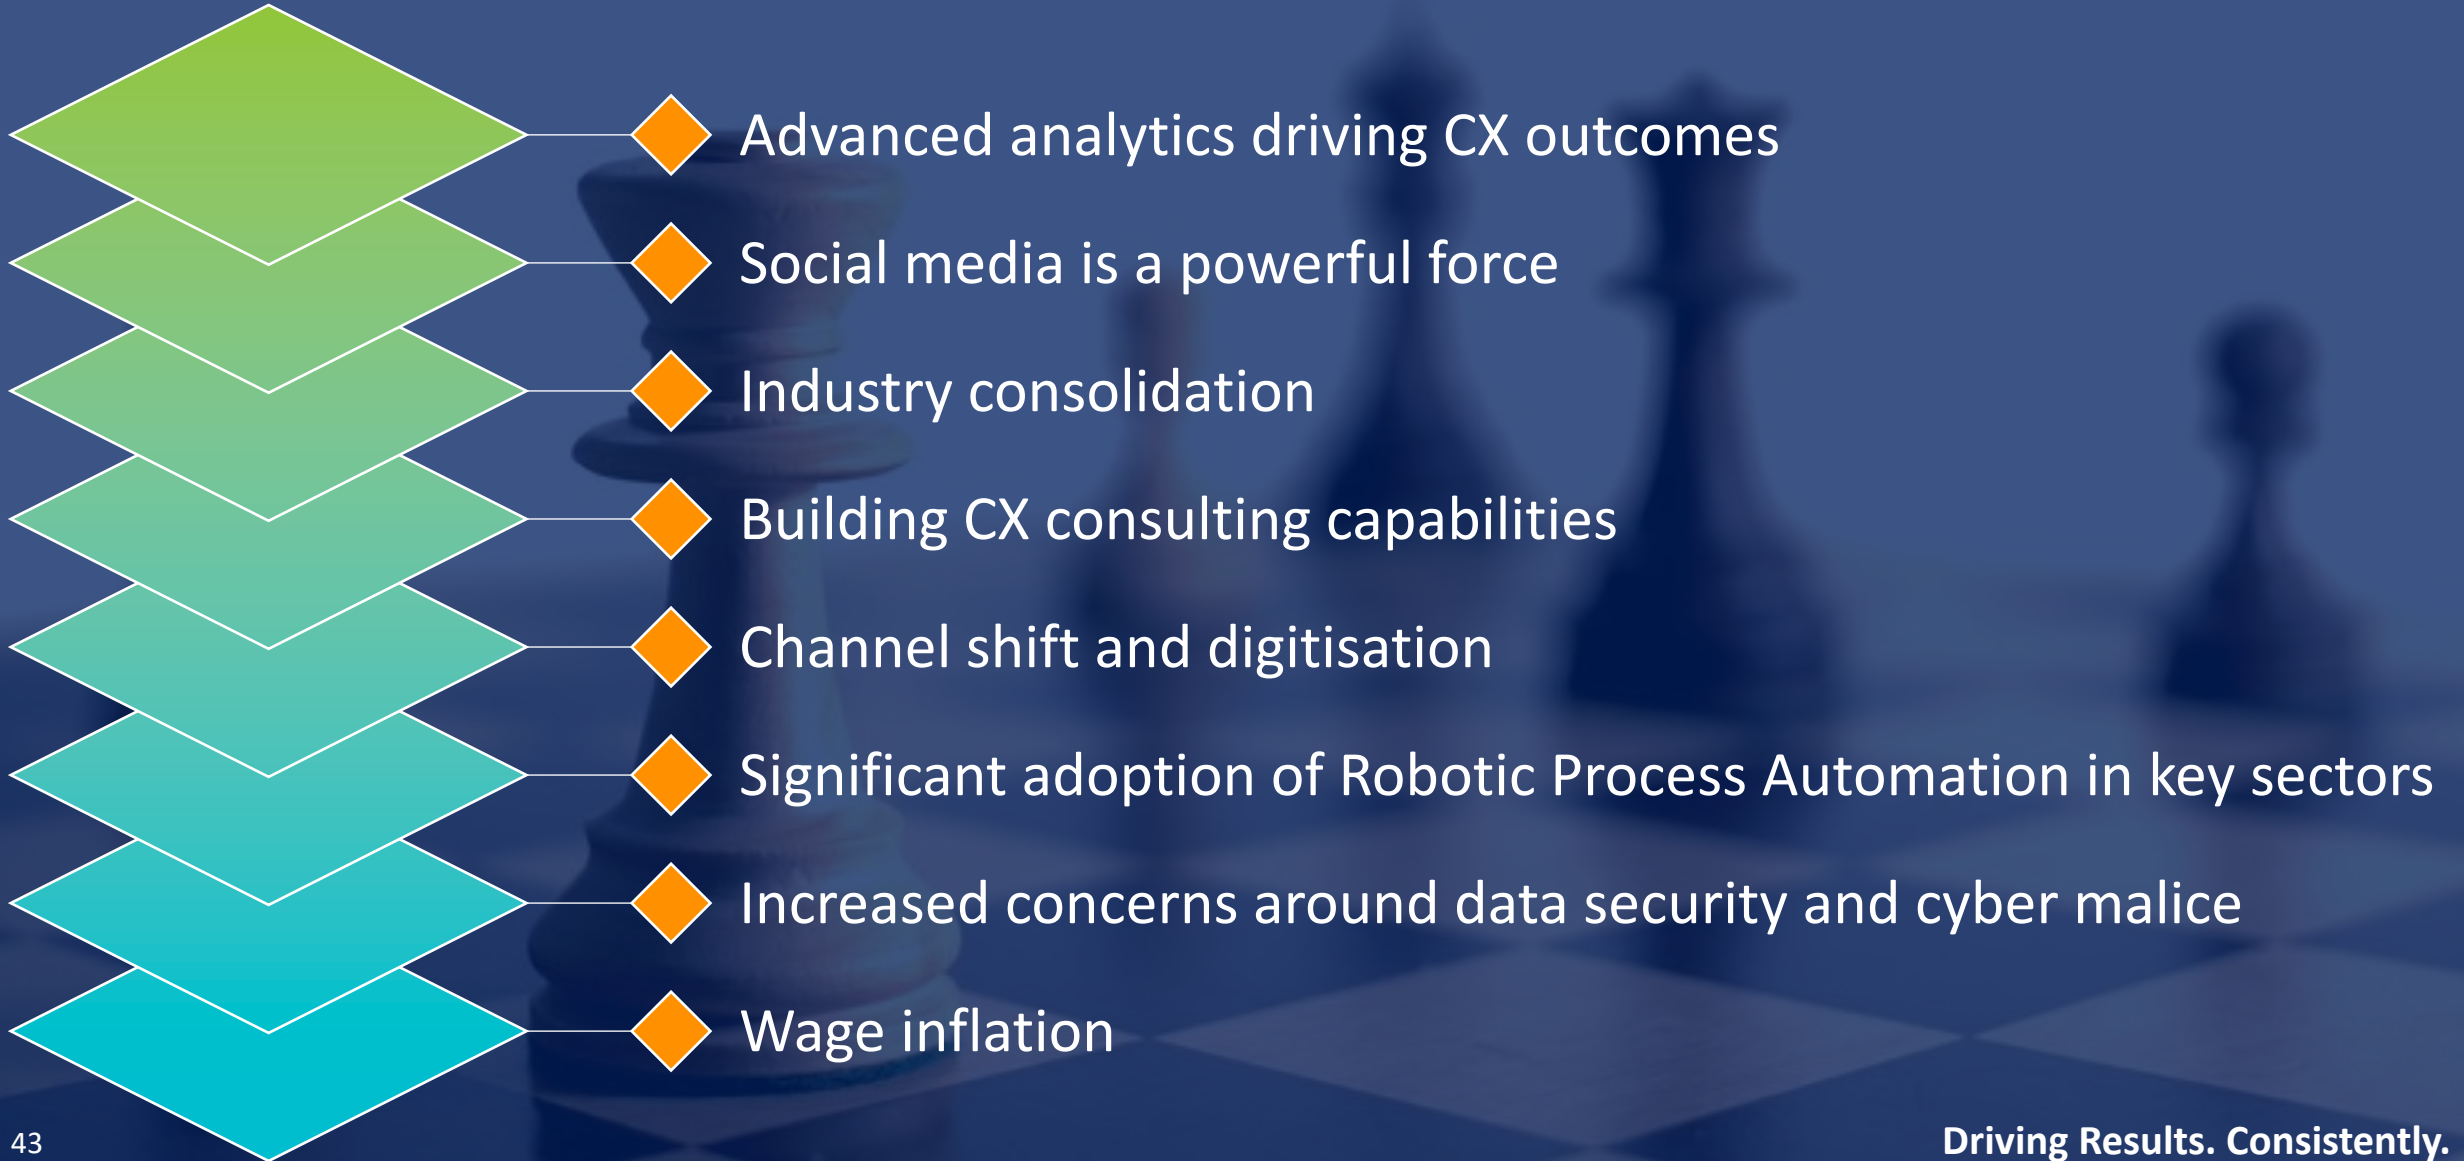 Advanced analytics driving CX outcomes
Social media is a powerful force
Industry consolidation
Building CX consulting capabilities
Channel shift and digitisation
Significant adoption of Robotic Process Automation in key sectors
Increased concerns around data security and cyber malice
Wage inflation
43
Driving Results. Consistently.